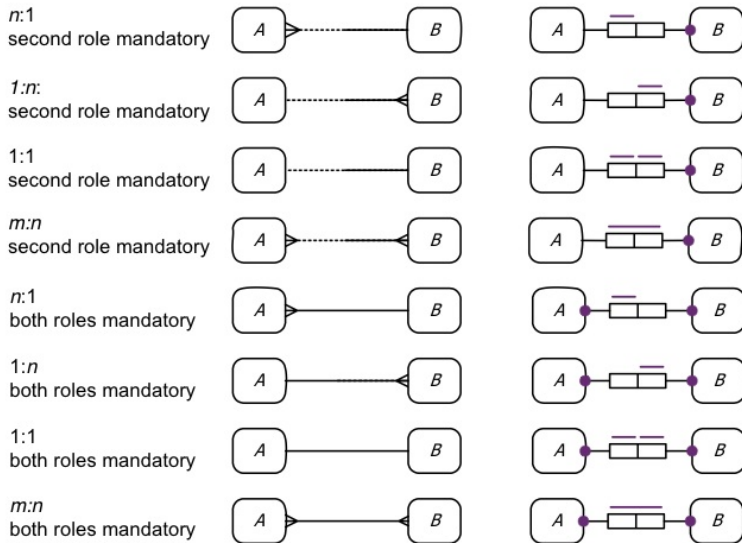 n:1
second role mandatory
A B A B
1:n:
second role mandatory
A B A B
1:1
second role mandatory
A B A B
m:n
second role mandatory
A B A B
n:1
both roles mandatory
A B A B
1:n
both roles mandatory
A B A B
1:1
both roles mandatory
A B A B
m:n
both roles mandatory
A B A B